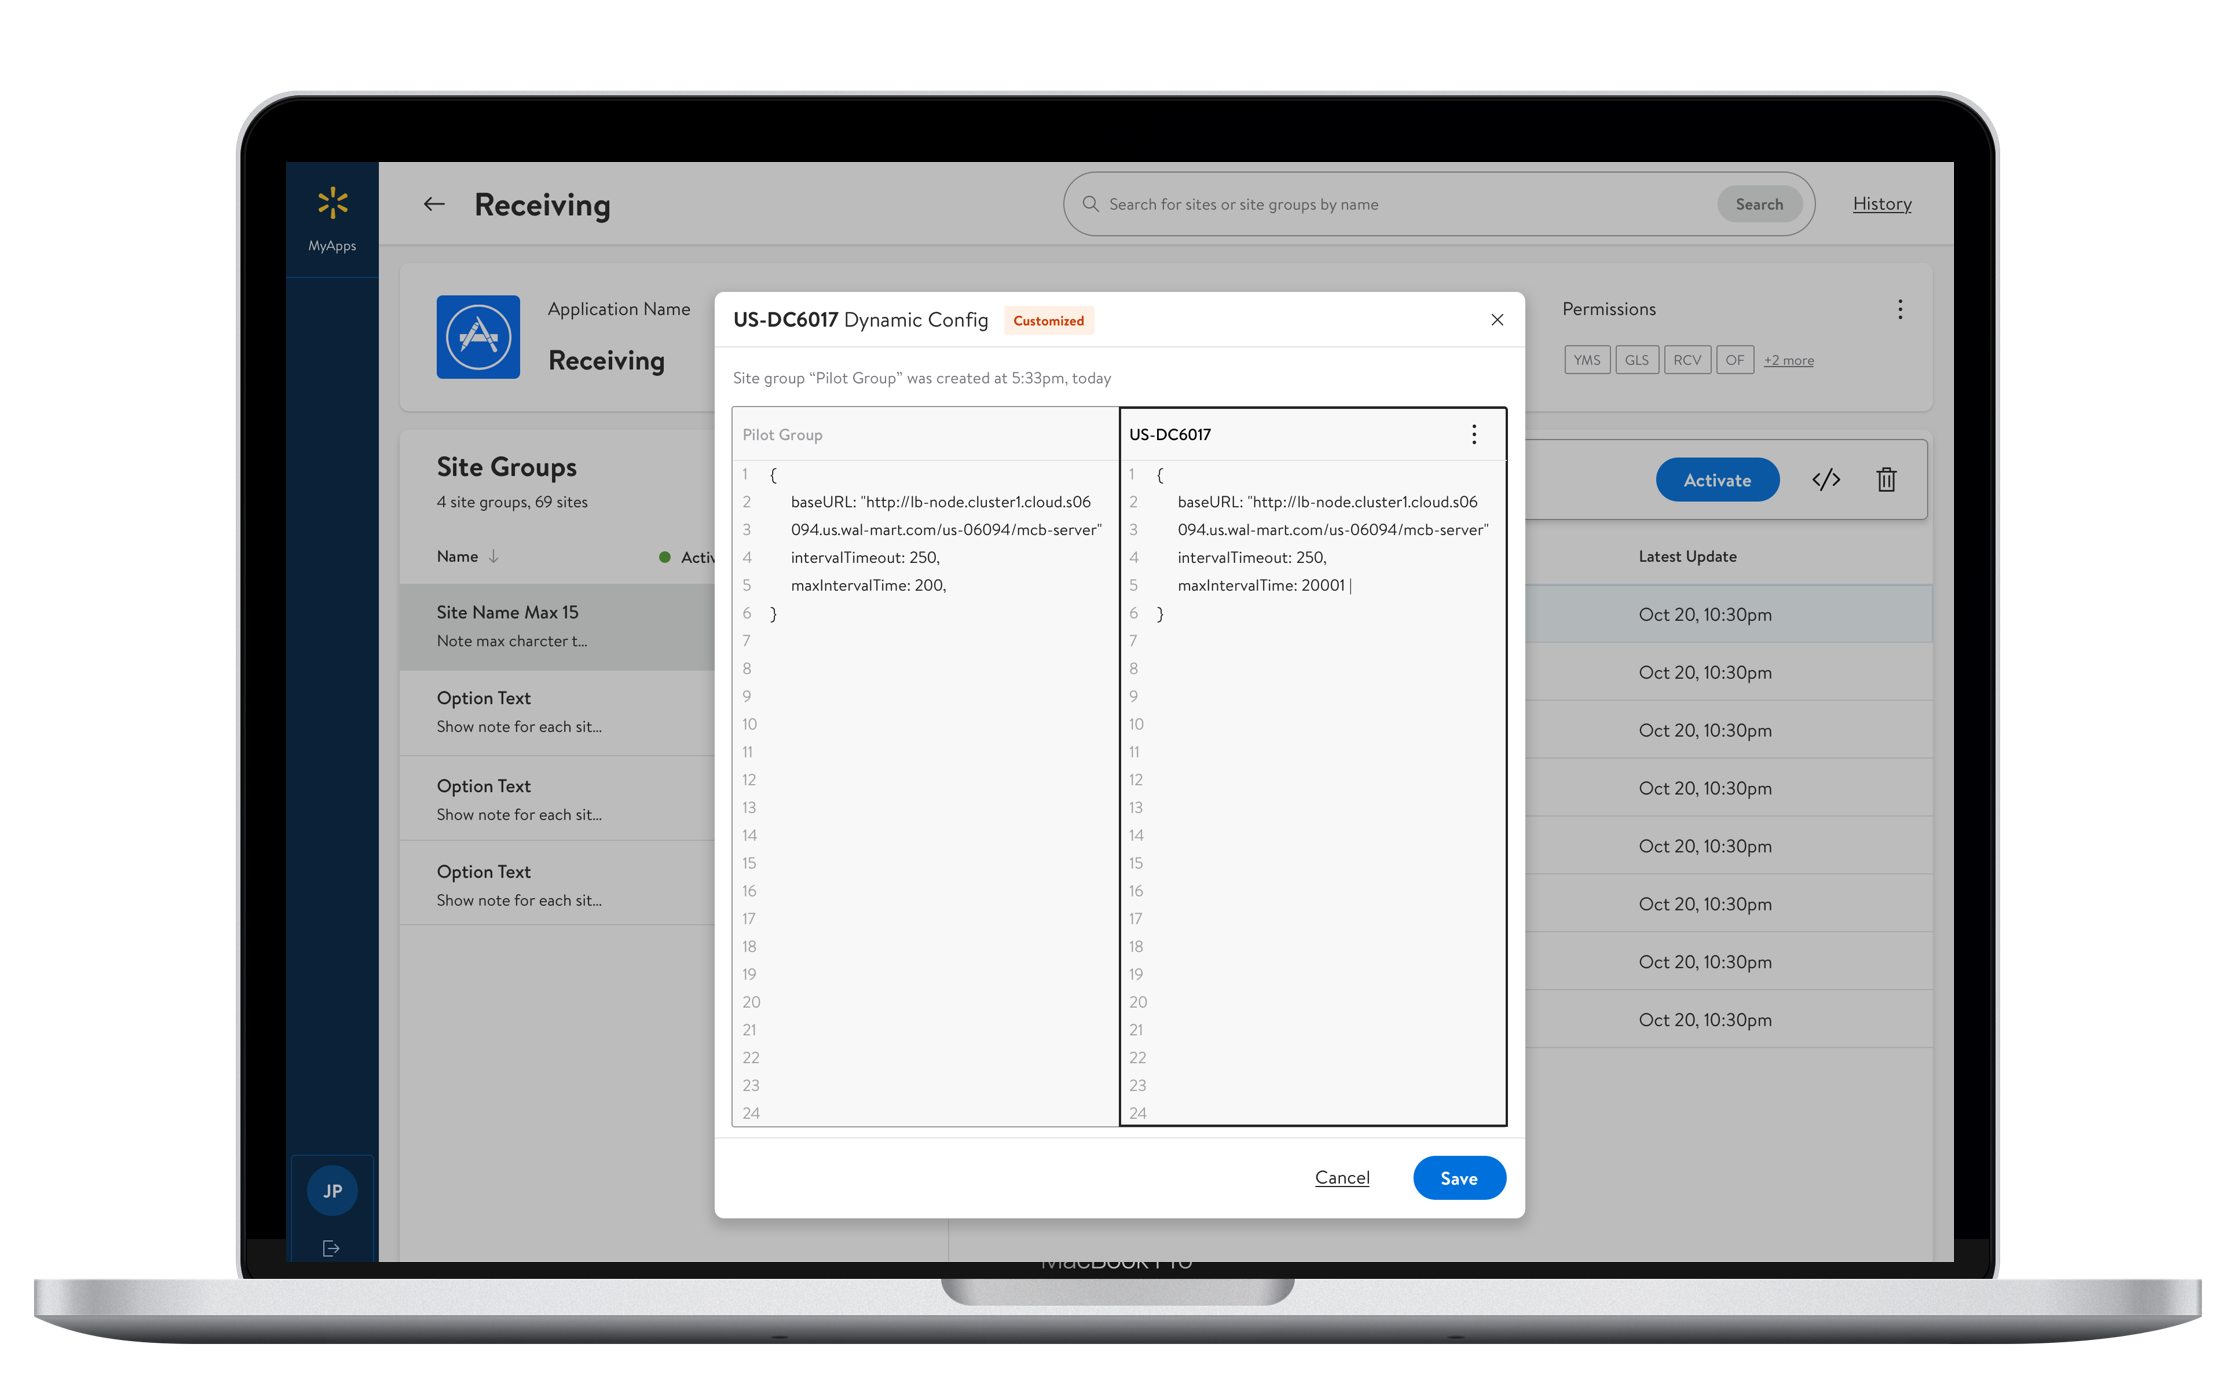 MyApps
Receiving
Search for sites or site groups by name
Search
History
Application Name
Receiving
Permissions
YMS
GLS
RCV
OF
+2 more
Site Groups
4 site groups, 69 sites
Name
Activ
Site Name Max 15
Note max charcter t...
Option Text
Show note for each sit...
Option Text
Show note for each sit...
Option Text
Show note for each sit...
Activate
Latest Update
Oct 20, 10:30pm
Oct 20, 10:30pm
Oct 20, 10:30pm
Oct 20, 10:30pm
Oct 20, 10:30pm
Oct 20, 10:30pm
Oct 20, 10:30pm
Oct 20, 10:30pm
US-DC6017 Dynamic Config
Customized
Site group “Pilot Group” was created at 5:33pm, today
Pilot Group
1 {
2 baseURL: "http://lb-node.cluster1.cloud.s06
3 094.us.wal-mart.com/us-06094/mcb-server"
4 intervalTimeout: 250,
5 maxIntervalTime: 200,
6 }
7
8
9
10
11
12
13
14
15
16
17
18
19
20
21
22
23
24
US-DC6017
1 {
2 baseURL: "http://lb-node.cluster1.cloud.s06
3 094.us.wal-mart.com/us-06094/mcb-server"
4 intervalTimeout: 250,
5 maxIntervalTime: 20001 |
6 }
7
8
9
10
11
12
13
14
15
16
17
18
19
20
21
22
23
24
Cancel
Save
JP
MacBook Pro